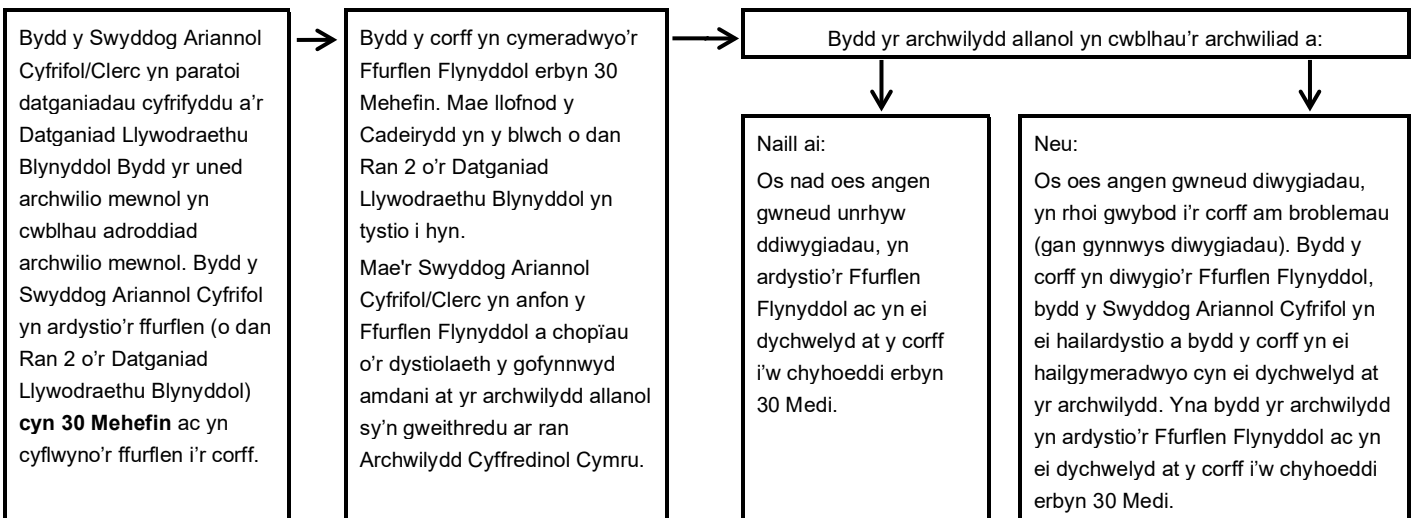 Bydd y Swyddog Ariannol
Cyfrifol/Clerc yn paratoi
datganiadau cyfrifyddu a’r
Datganiad Llywodraethu
Blynyddol Bydd yr uned
archwilio mewnol yn
cwblhau adroddiad
archwilio mewnol. Bydd y
Swyddog Ariannol Cyfrifol
yn ardystio’r ffurflen (o dan
Ran 2 o’r Datganiad
Llywodraethu Blynyddol)
cyn 30 Mehefin ac yn
cyflwyno’r ffurflen i’r corff.
Bydd y corff yn cymeradwyo’r
Ffurflen Flynyddol erbyn 30
Mehefin. Mae llofnod y
Cadeirydd yn y blwch o dan
Ran 2 o’r Datganiad
Llywodraethu Blynyddol yn
tystio i hyn.
Mae'r Swyddog Ariannol
Cyfrifol/Clerc yn anfon y
Ffurflen Flynyddol a chopïau
o’r dystiolaeth y gofynnwyd
amdani at yr archwilydd allanol
sy’n gweithredu ar ran
Archwilydd Cyffredinol Cymru.
Bydd yr archwilydd allanol yn cwblhau’r archwiliad a:
Naill ai:
Os nad oes angen
gwneud unrhyw
ddiwygiadau, yn
ardystio’r Ffurflen
Flynyddol ac yn ei
dychwelyd at y corff
i’w chyhoeddi erbyn
30 Medi.
Neu:
Os oes angen gwneud diwygiadau,
yn rhoi gwybod i’r corff am broblemau
(gan gynnwys diwygiadau). Bydd y
corff yn diwygio’r Ffurflen Flynyddol,
bydd y Swyddog Ariannol Cyfrifol yn
ei hailardystio a bydd y corff yn ei
hailgymeradwyo cyn ei dychwelyd at
yr archwilydd. Yna bydd yr archwilydd
yn ardystio’r Ffurflen Flynyddol ac yn
ei dychwelyd at y corff i’w chyhoeddi
erbyn 30 Medi.